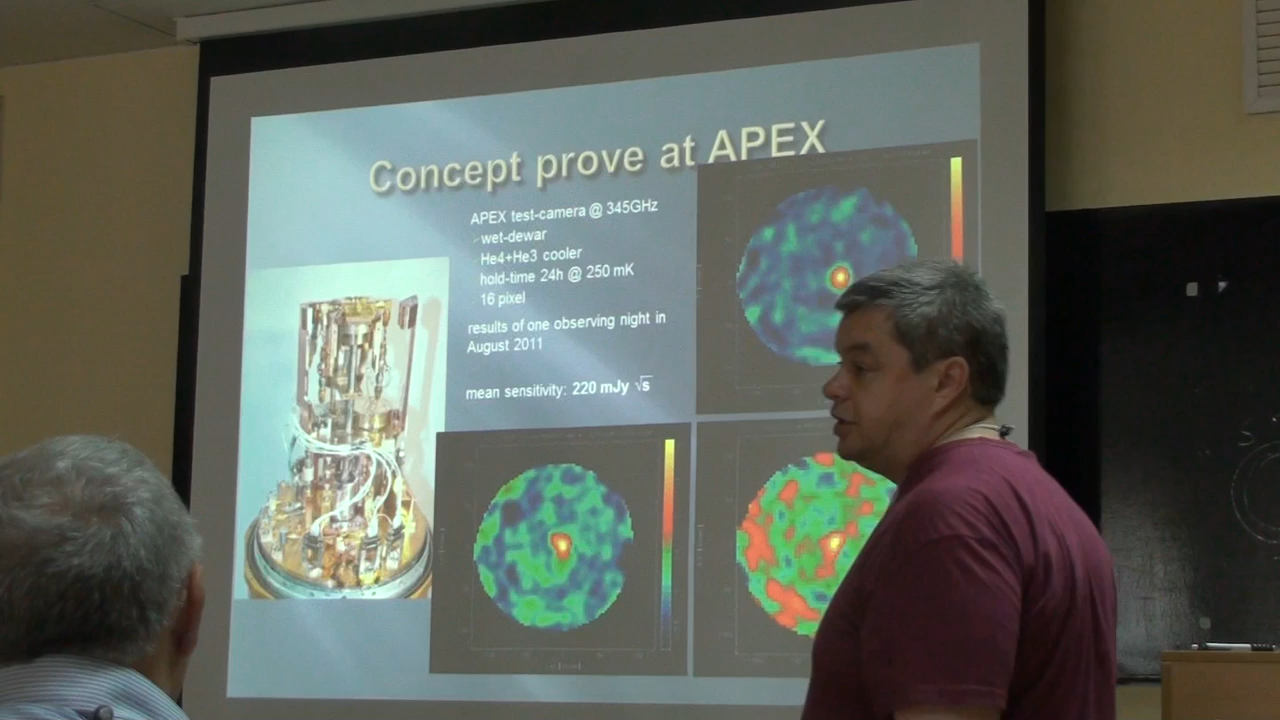 Concept prove at APEX
APEX test-camera @ 345GHz
wet-dewar
He4+He3 cooler
hold-time 24h @ 250 mK
16 pixel
results of one observing night in
August 2011
mean sensitivity: 220 mJy √s